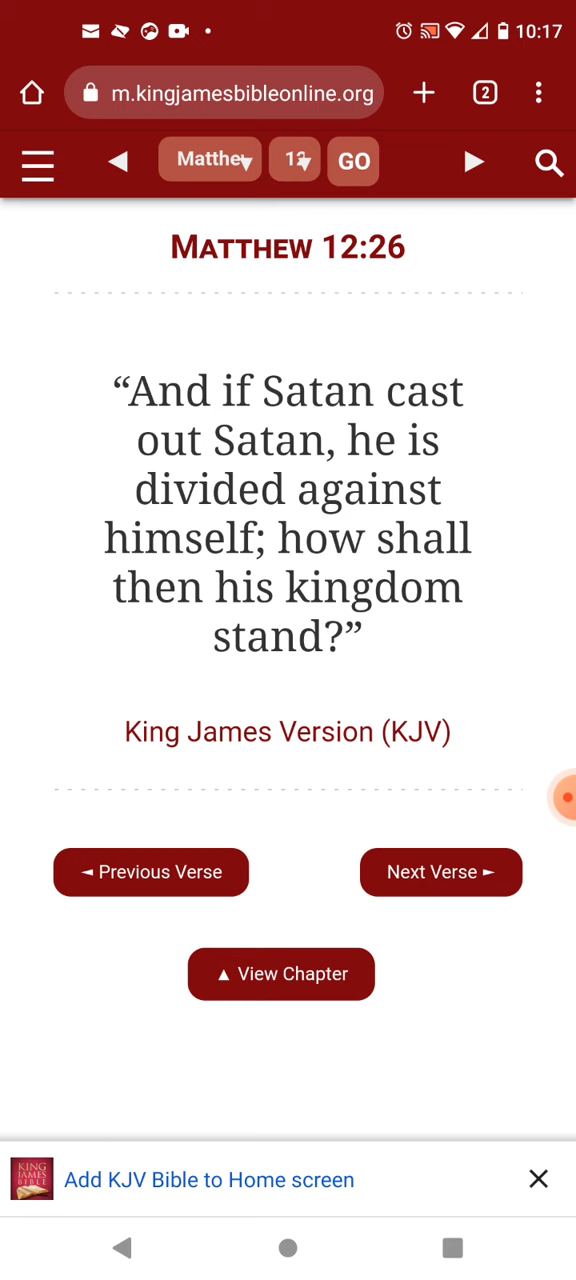 10:17
m.kingjamesbibleonline.org
2
Matthe
12
GO
MATTHEW 12:26
“And if Satan cast
out Satan, he is
divided against
himself; how shall
then his kingdom
stand?”
King James Version (KJV)
◄ Previous Verse
Next Verse ►
▲ View Chapter
KING
JAMES
BIBLE
Add KJV Bible to Home screen